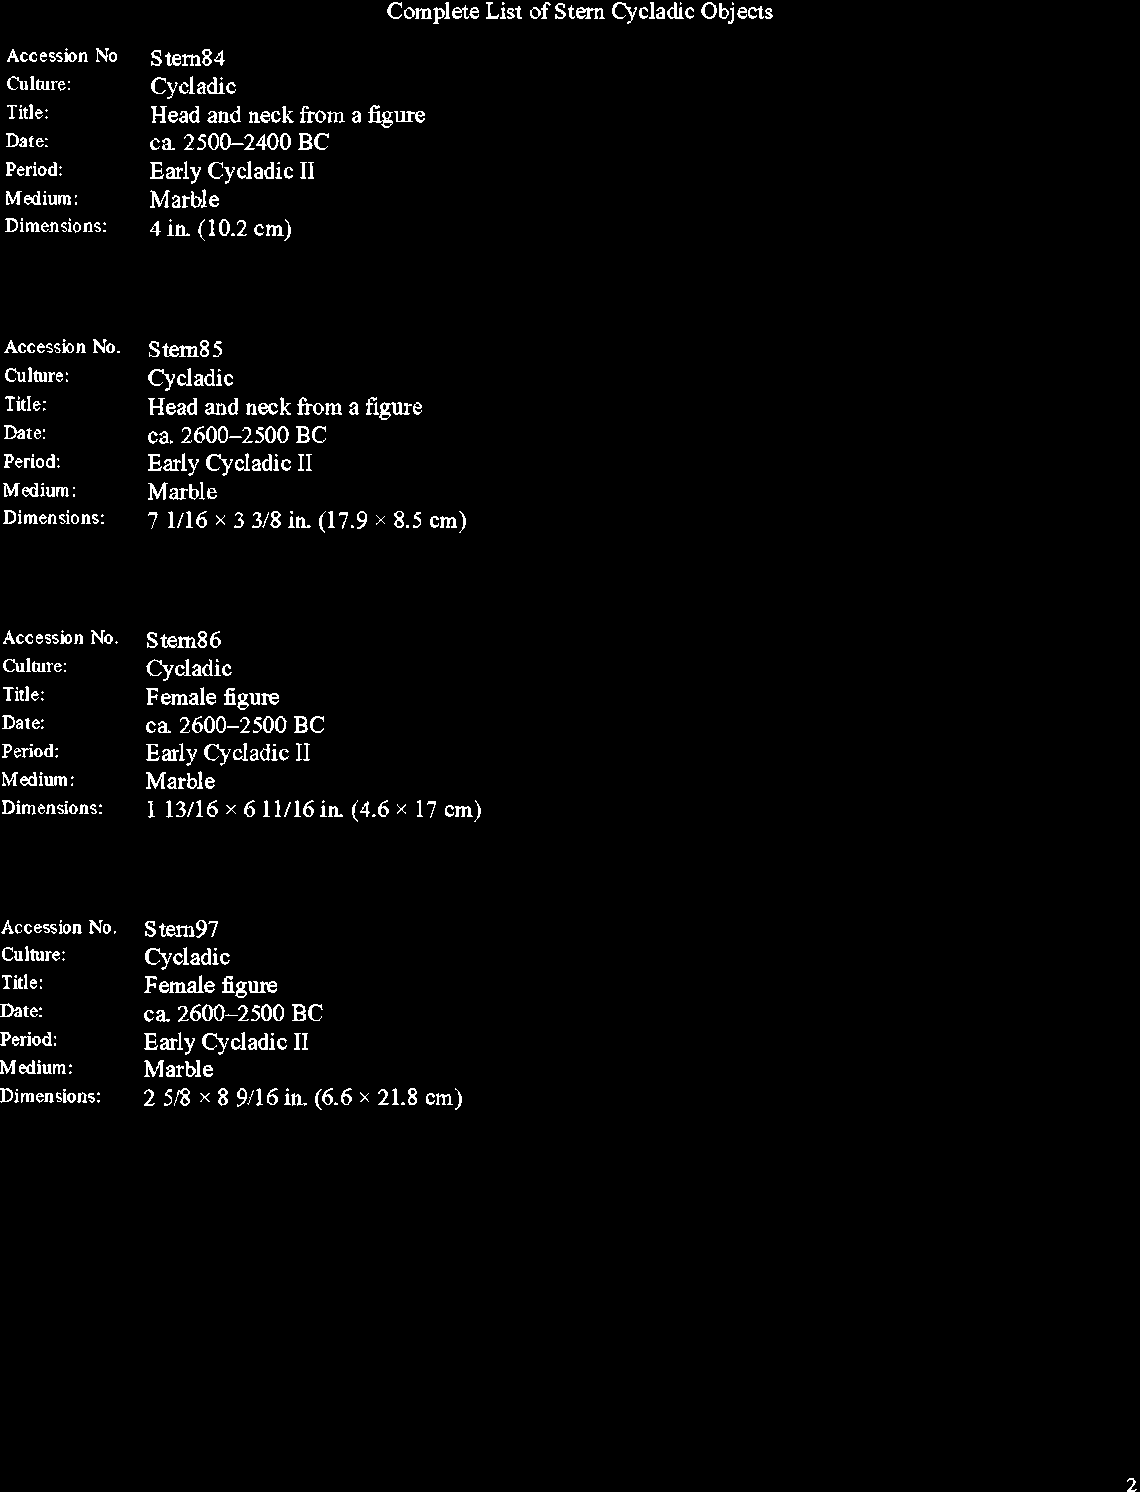 Complete List of Stern Cycladic Objects
Accession No Stern84
Culture: Cycladic
Title: Head and neck from a figure
Date: ca. 2500–2400 BC
Period: Early Cycladic II
Medium: Marble
Dimensions: 4 in. (10.2 cm)
Accession No. Stern85
Culture: Cycladic
Title: Head and neck from a figure
Date: ca. 2600–2500 BC
Period: Early Cycladic II
Medium: Marble
Dimensions: 7 1/16 × 3 3/8 in. (17.9 × 8.5 cm)
Accession No. Stern86
Culture: Cycladic
Title: Female figure
Date: ca. 2600–2500 BC
Period: Early Cycladic II
Medium: Marble
Dimensions: 1 13/16 × 6 11/16 in. (4.6 × 17 cm)
Accession No. Stern97
Culture: Cycladic
Title: Female figure
Date: ca. 2600–2500 BC
Period: Early Cycladic II
Medium: Marble
Dimensions: 2 5/8 × 8 9/16 in. (6.6 × 21.8 cm)
2